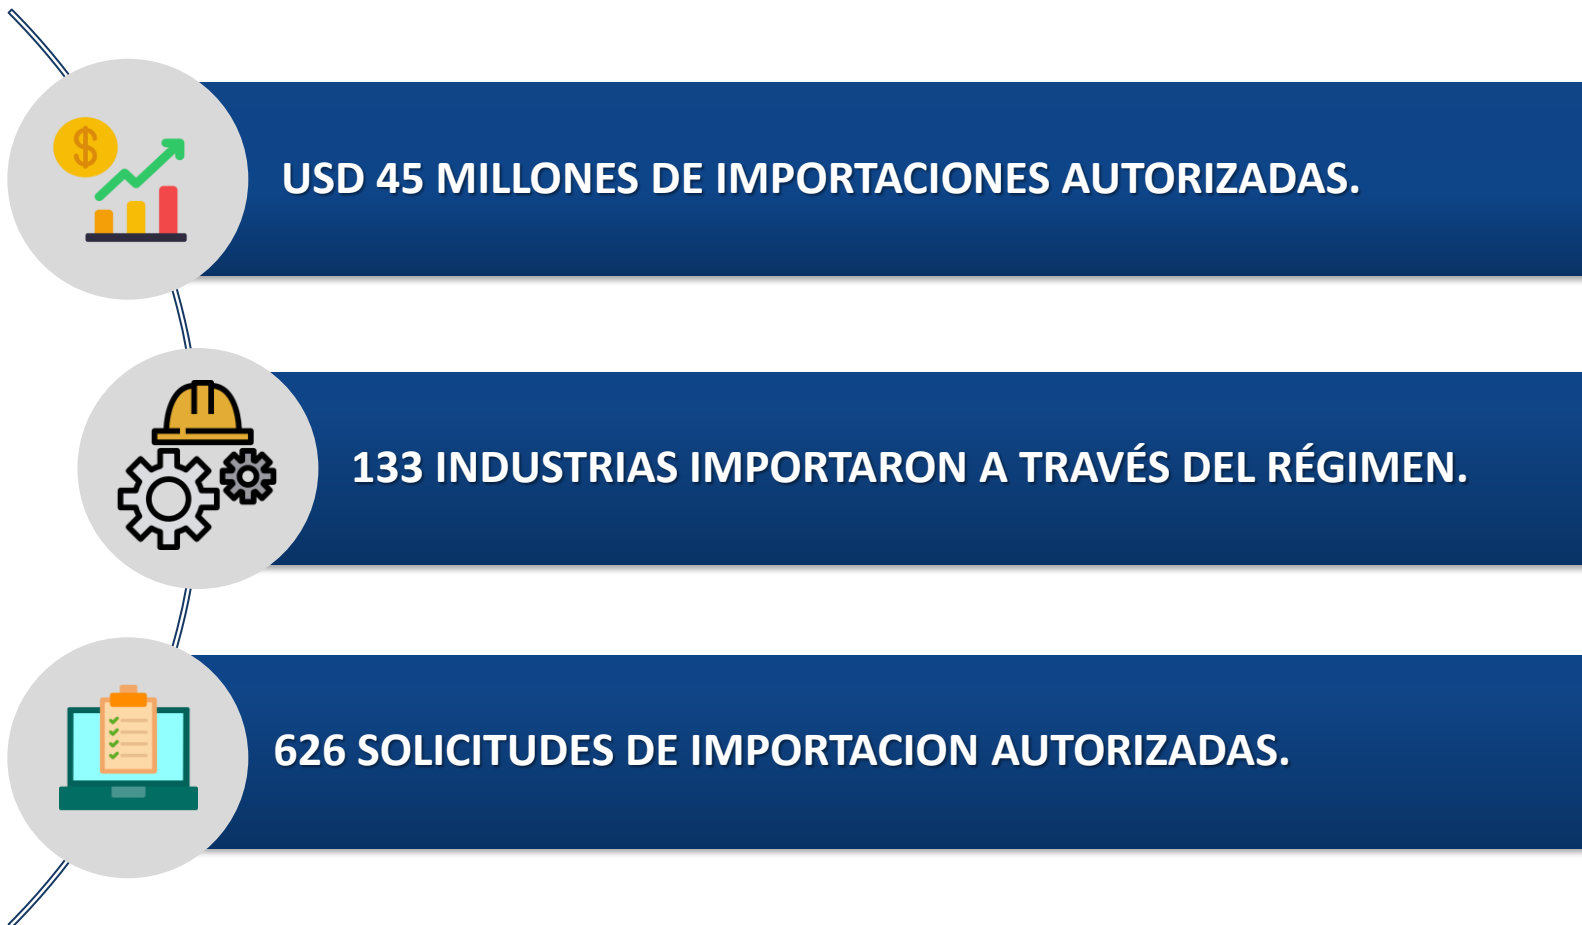 USD 45 MILLONES DE IMPORTACIONES AUTORIZADAS.
133 INDUSTRIAS IMPORTARON A TRAVÉS DEL RÉGIMEN.
626 SOLICITUDES DE IMPORTACION AUTORIZADAS.